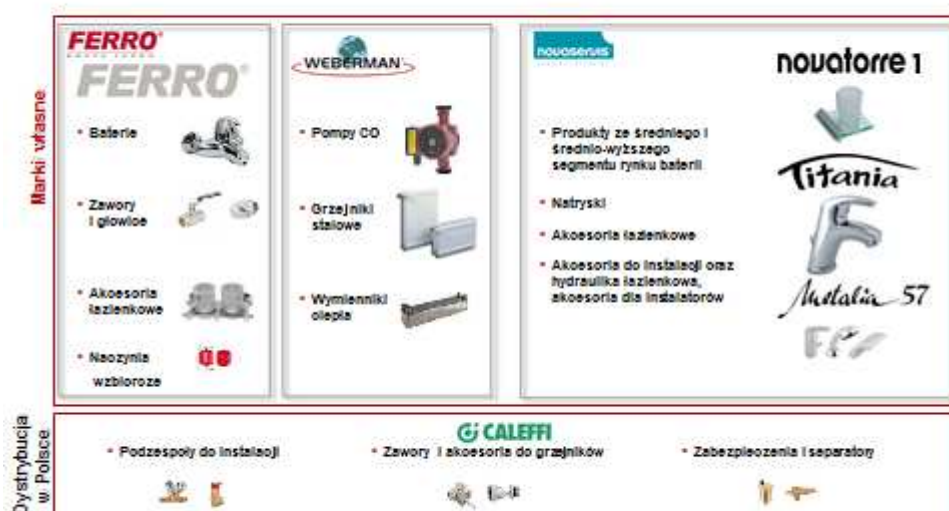 Marki własne
FERRO®
FERRO®
• Baterie
• Zawory
i głowice
• Akcesoria
łazienkowe
• Naczynia
wzbiorcze
WEBERMAN
• Pompy CO
• Grzejniki
stalowe
• Wymienniki
ciepła
novaservis
• Produkty ze średniego i
średnio-wyższego
segmentu rynku baterii
• Natryski
• Akcesoria łazienkowe
• Akcesoria do instalacji oraz
hydraulika łazienkowa,
akcesoria dla instalatorów
novatorre 1
Titania
Metalia 57
Dystrybucja
w Polsce
CALEFFI
• Podzespoły do instalacji
• Zawory i akcesoria do grzejników
• Zabezpieczenia i separatory